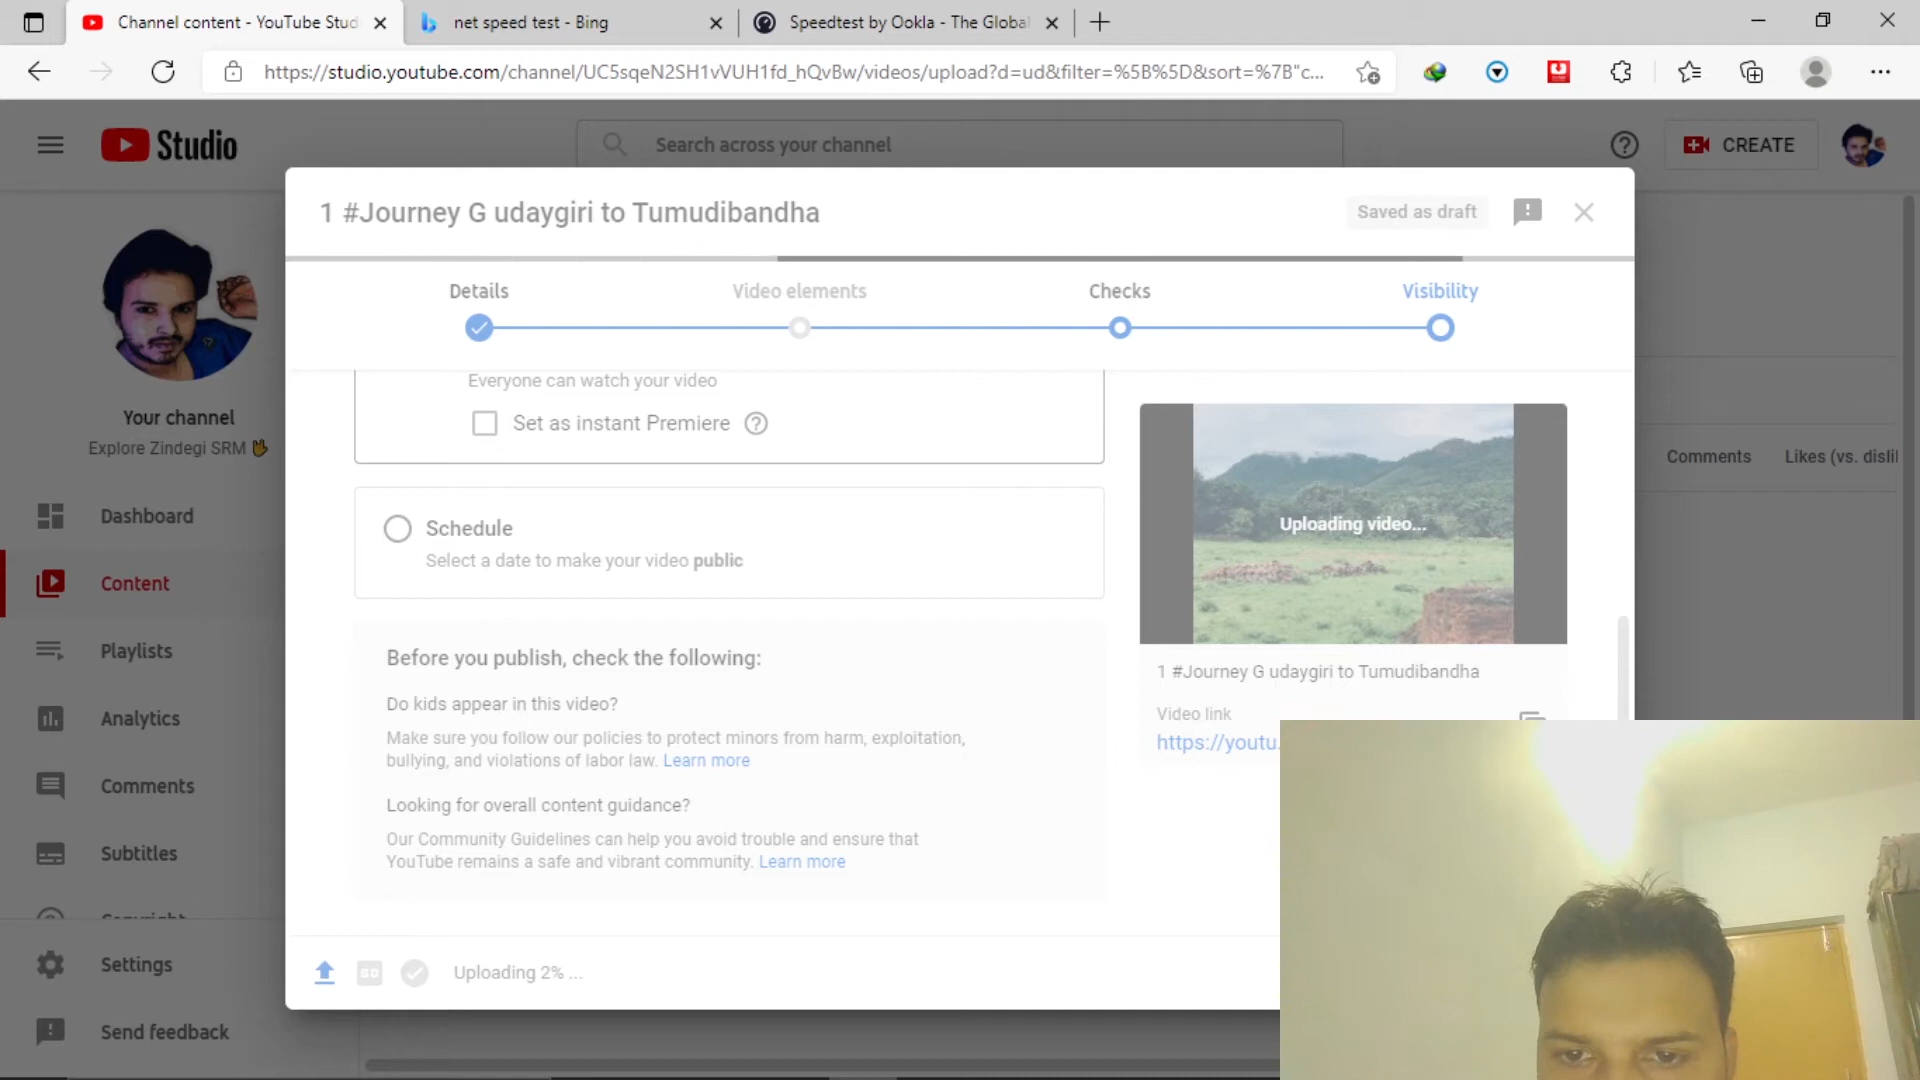 Channel content - YouTube Stud
net speed test - Bing
Speedtest by Ookla - The Global
https://studio.youtube.com/channel/UC5sqeN2SH1vVUH1fd_hQvBw/videos/upload?d=ud&filter=%5B%5D&sort=%7B"c...
Studio
Search across your channel
CREATE
1 #Journey G udaygiri to Tumudibandha
Saved as draft
Details
Video elements
Checks
Visibility
Your channel
Explore Zindegi SRM
Dashboard
Content
Playlists
Analytics
Comments
Subtitles
Copyright
Settings
Send feedback
Everyone can watch your video
Set as instant Premiere
Schedule
Select a date to make your video public
Before you publish, check the following:
Do kids appear in this video?
Make sure you follow our policies to protect minors from harm, exploitation,
bullying, and violations of labor law. Learn more
Looking for overall content guidance?
Our Community Guidelines can help you avoid trouble and ensure that
YouTube remains a safe and vibrant community. Learn more
Uploading video...
1 #Journey G udaygiri to Tumudibandha
Video link
https://youtu.
Comments
Likes (vs. disli
Uploading 2% ...